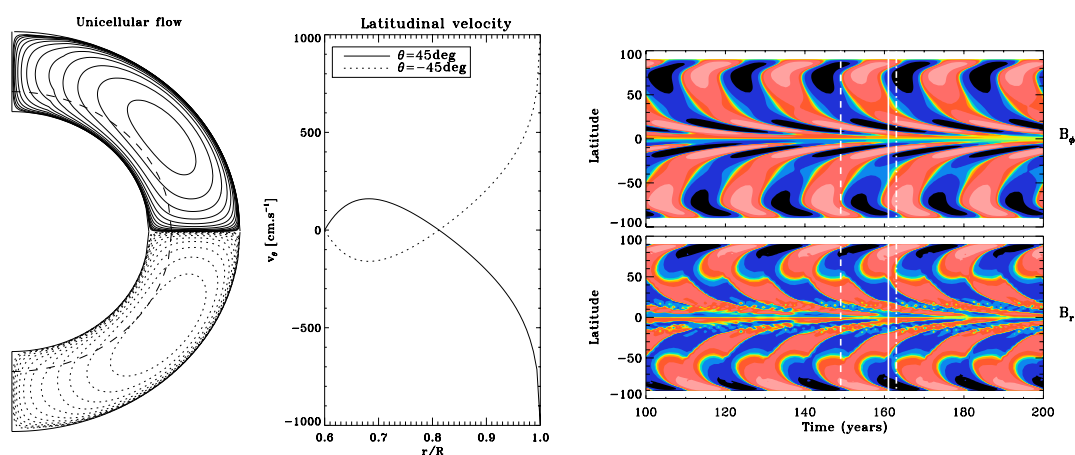 Unicellular flow
Latitudinal velocity
θ=45deg
θ=-45deg
1000
500
0
-500
-1000
v_θ [cm.s⁻¹]
0.6 0.7 0.8 0.9 1.0
r/R
100
50
0
-50
-100
Latitude
B_ϕ
100
50
0
-50
-100
Latitude
B_r
100 120 140 160 180 200
Time (years)